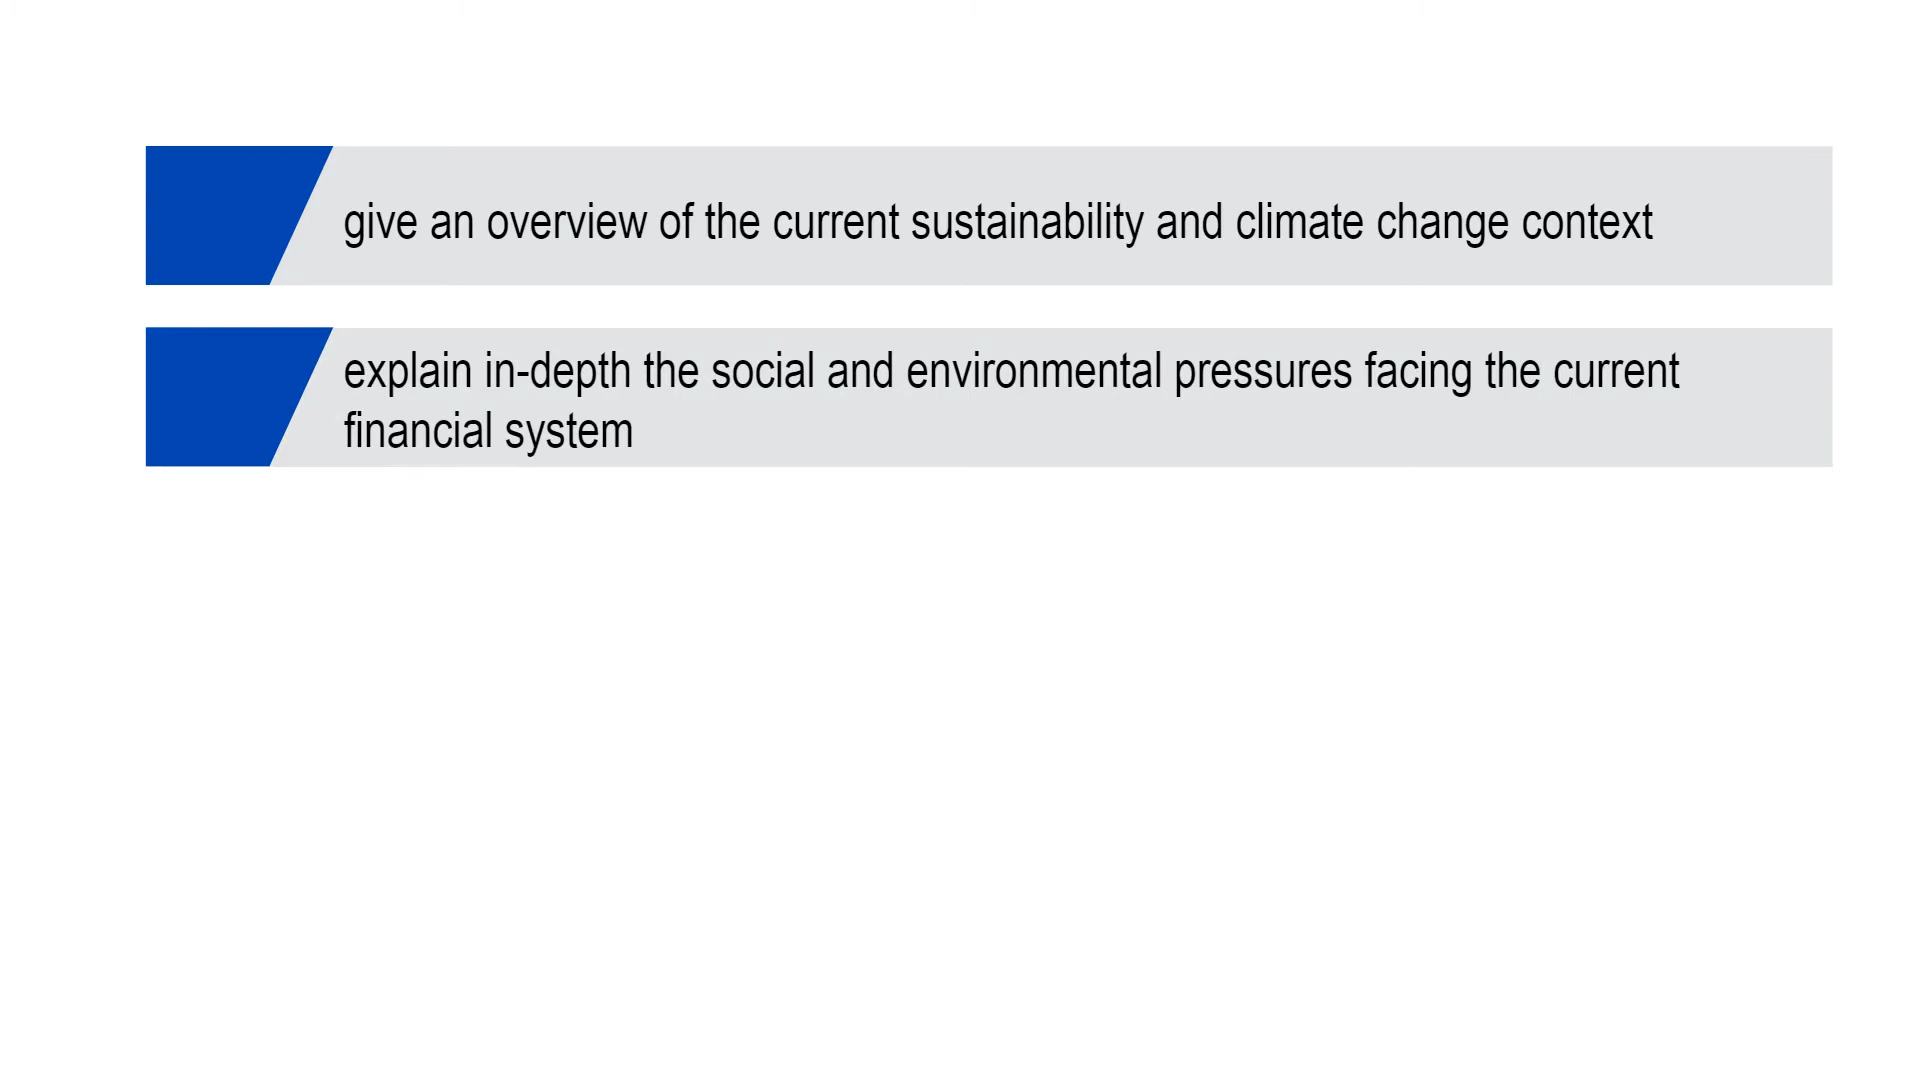 give an overview of the current sustainability and climate change context
explain in-depth the social and environmental pressures facing the current
financial system